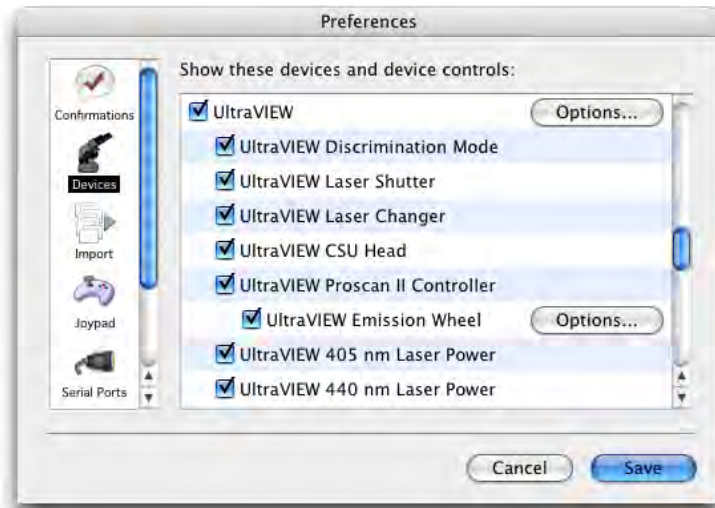 Preferences
Confirmations
Devices
Import
Joypad
Serial Ports
Show these devices and device controls:
UltraVIEW Options...
UltraVIEW Discrimination Mode
UltraVIEW Laser Shutter
UltraVIEW Laser Changer
UltraVIEW CSU Head
UltraVIEW Proscan II Controller
UltraVIEW Emission Wheel Options...
UltraVIEW 405 nm Laser Power
UltraVIEW 440 nm Laser Power
Cancel Save